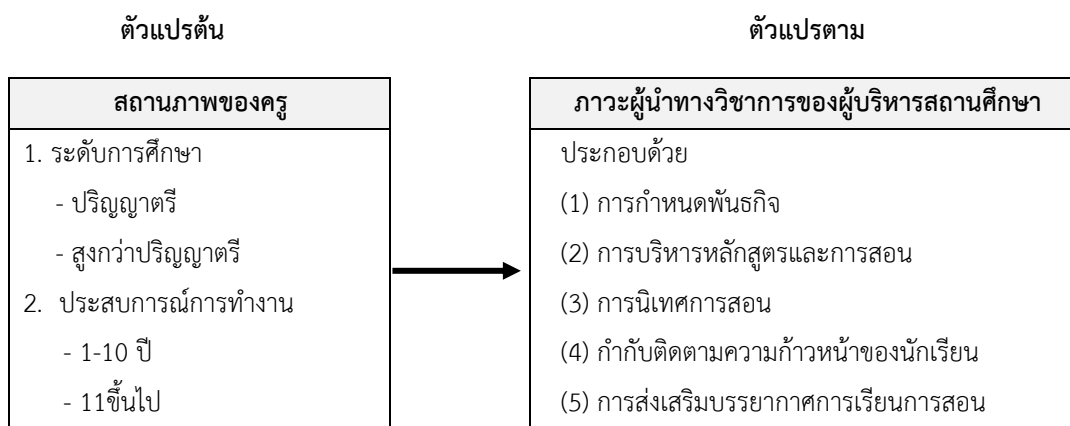 ตัวแปรต้น
ตัวแปรตาม
สถานภาพของครู
1. ระดับการศึกษา
- ปริญญาตรี
- สูงกว่าปริญญาตรี
2. ประสบการณ์การทำงาน
- 1-10 ปี
- 11ขึ้นไป
ภาวะผู้นำทางวิชาการของผู้บริหารสถานศึกษา
ประกอบด้วย
(1) การกำหนดพันธกิจ
(2) การบริหารหลักสูตรและการสอน
(3) การนิเทศการสอน
(4) กำกับติดตามความก้าวหน้าของนักเรียน
(5) การส่งเสริมบรรยากาศการเรียนการสอน